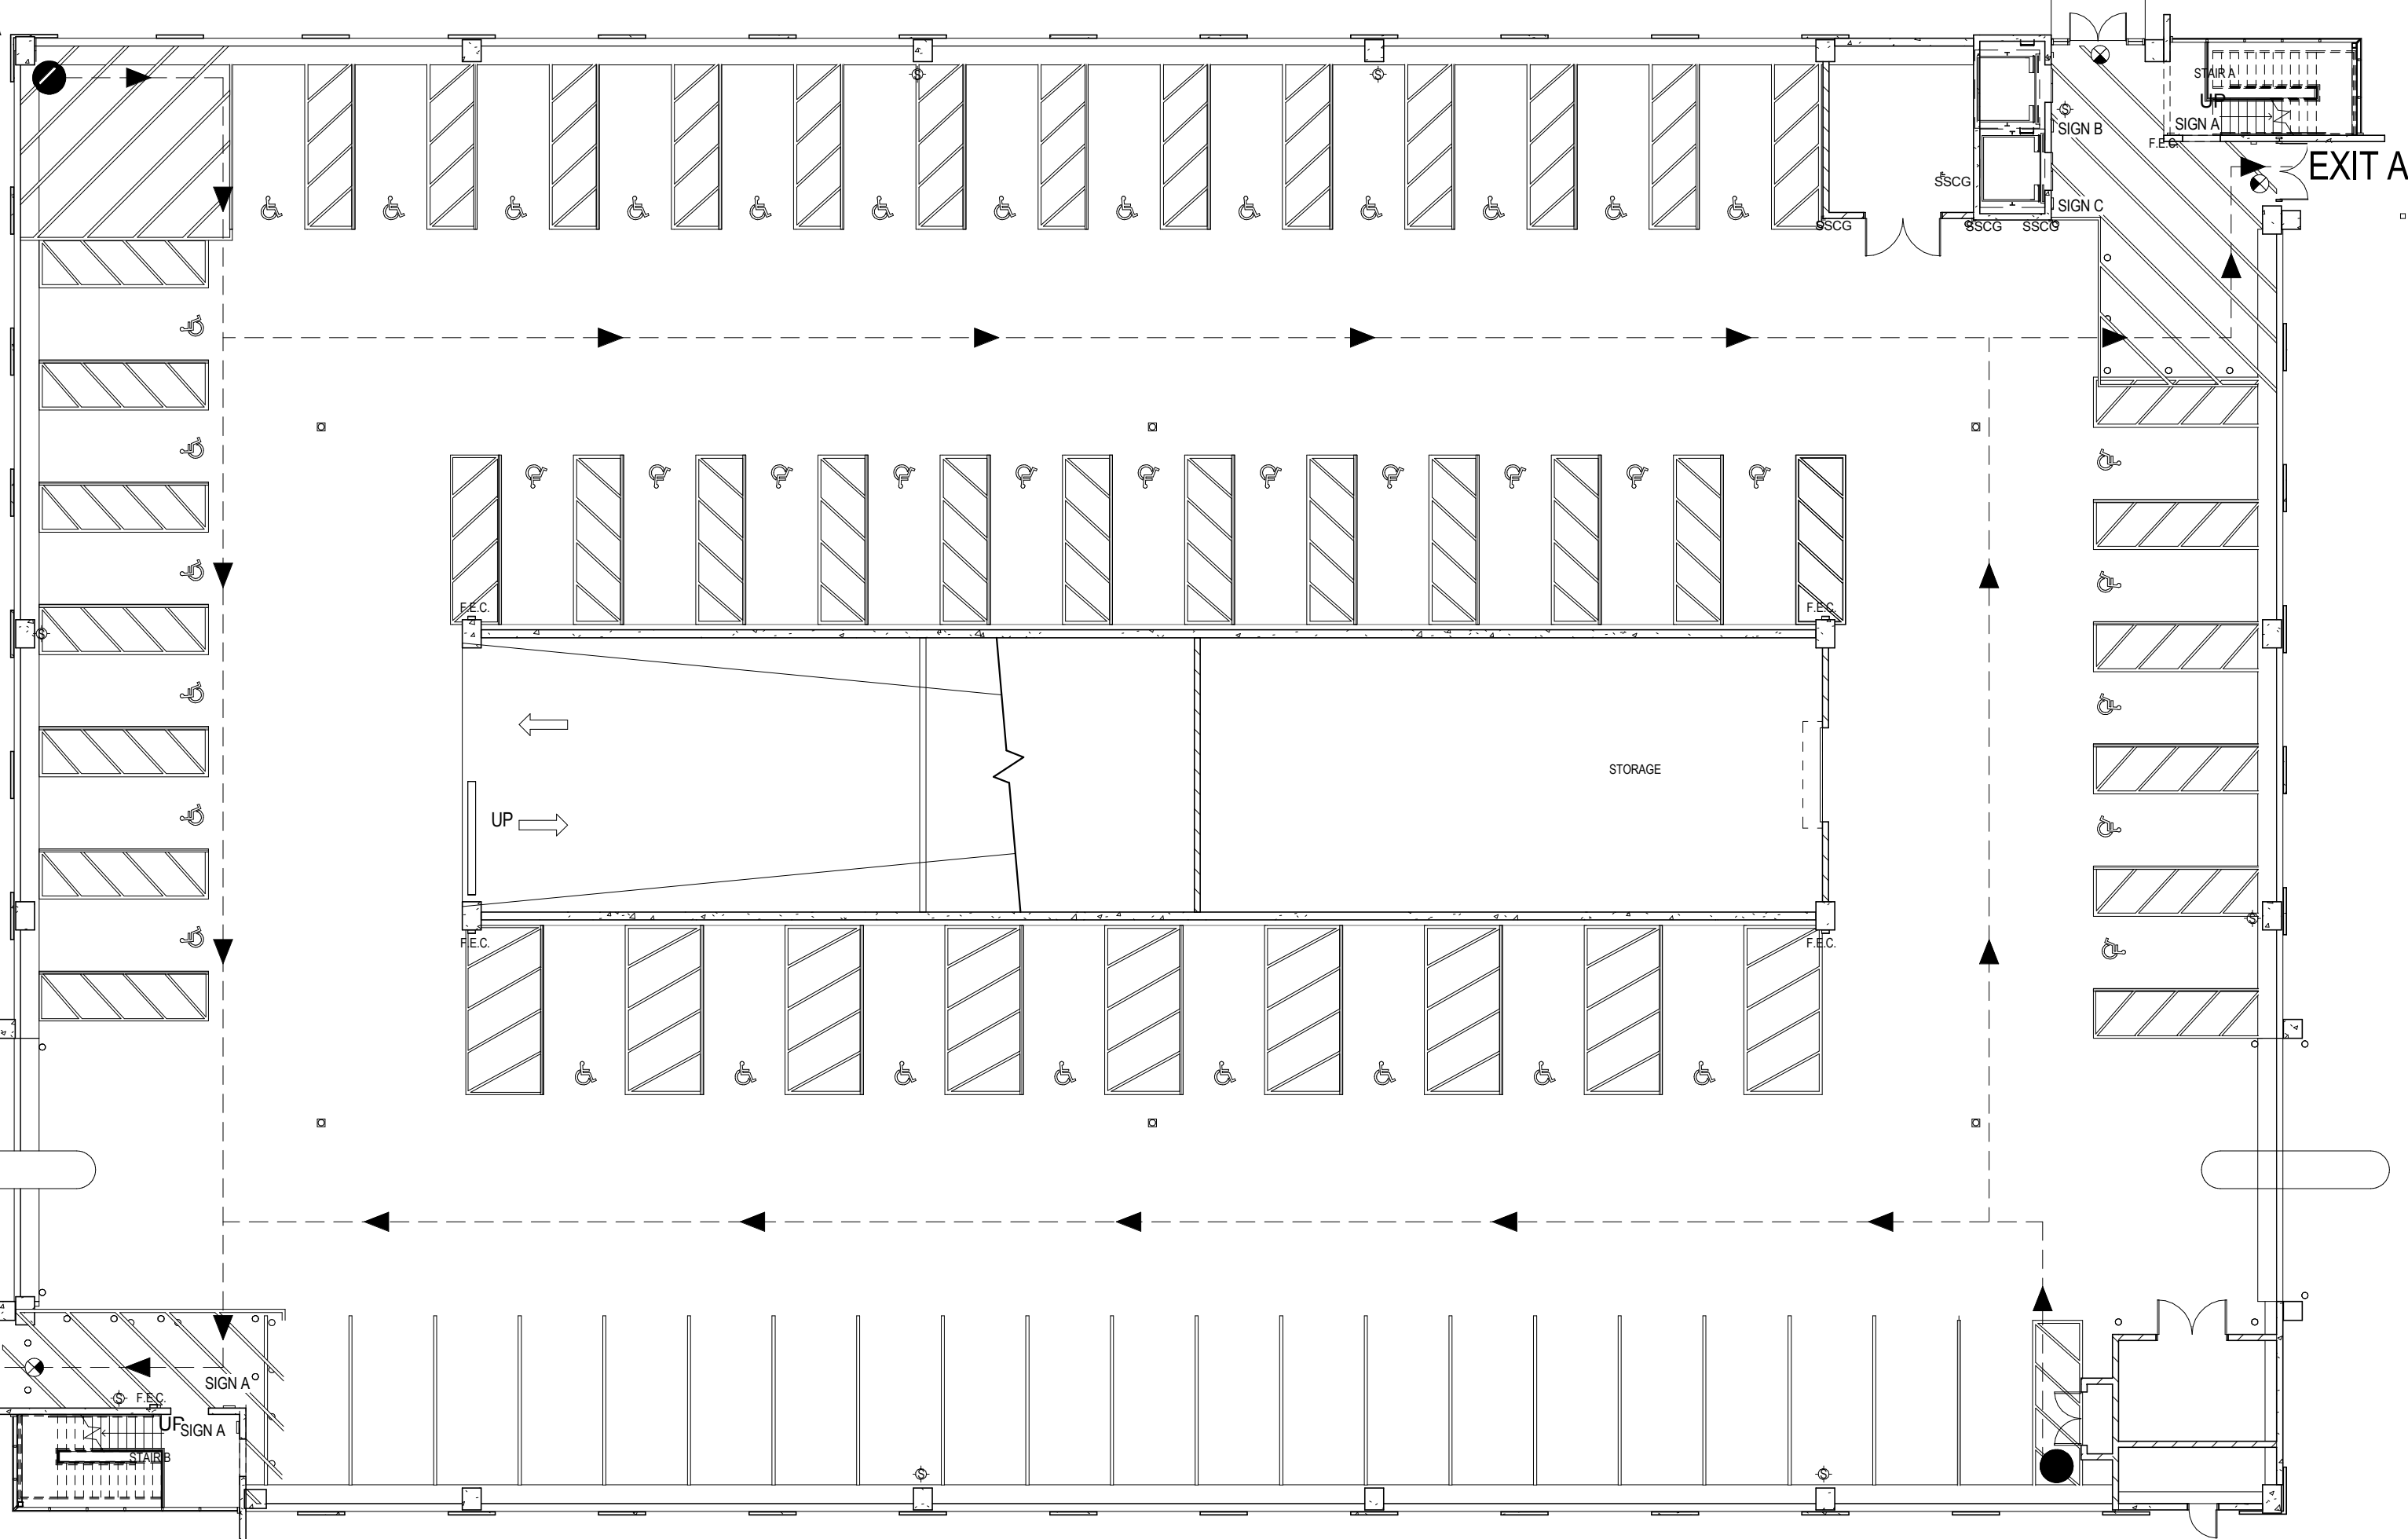 S
S
STAIR A
UP
S
SIGN B
SIGN A
F.E.C.
EXIT A
SSCG
SIGN C
SSCG
SSCG
SSCG
F.E.C.
F.E.C.
S
STORAGE
UP
S
F.E.C.
F.E.C.
SIGN A
S
F.E.C.
UP
SIGN A
STAIR B
S
S